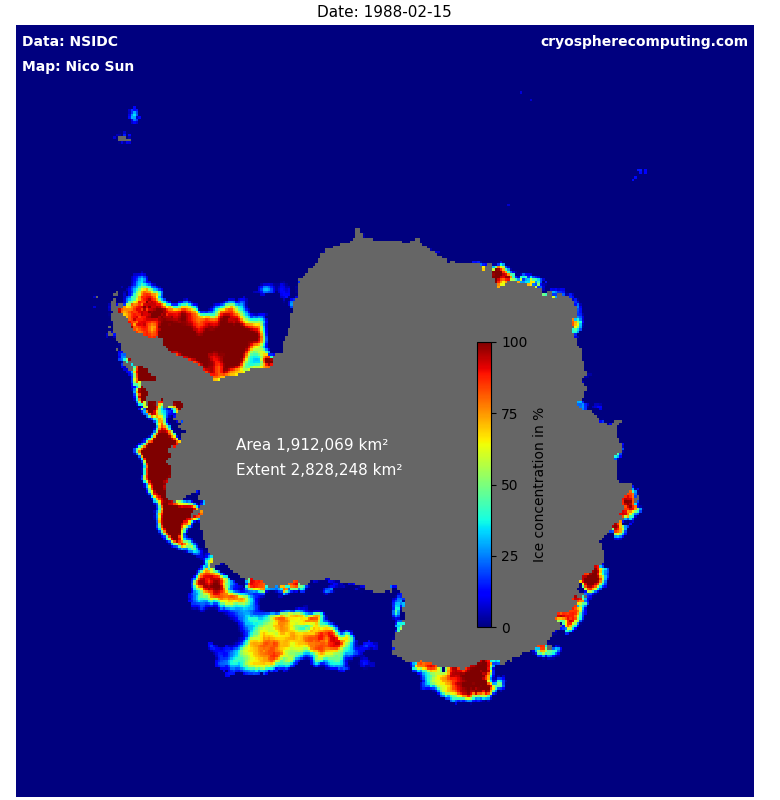 Date: 1988-02-15
Data: NSIDC
cryospherecomputing.com
Map: Nico Sun
100
75
50
25
0
Ice concentration in %
Area 1,912,069 km²
Extent 2,828,248 km²